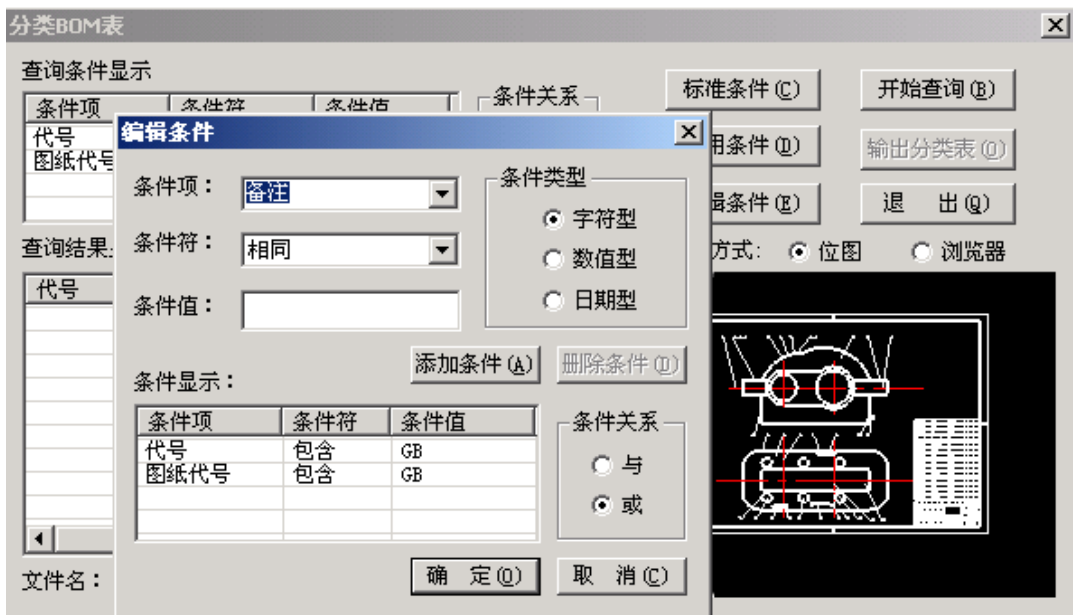 分类BOM表
查询条件显示
条件项 条件符 条件值
代号
图纸代号
条件关系
标准条件(C)
开始查询(B)
用条件(D)
输出分类表(O)
辑条件(E)
退 出(Q)
方式: 位图 浏览器
查询结果
代号
文件名:
编辑条件
条件项: 备注
条件符: 相同
条件值:
条件类型
字符型
数值型
日期型
添加条件(A) 删除条件(D)
条件显示:
条件项 条件符 条件值
代号 包含 GB
图纸代号 包含 GB
条件关系
与
或
确 定(O) 取 消(C)